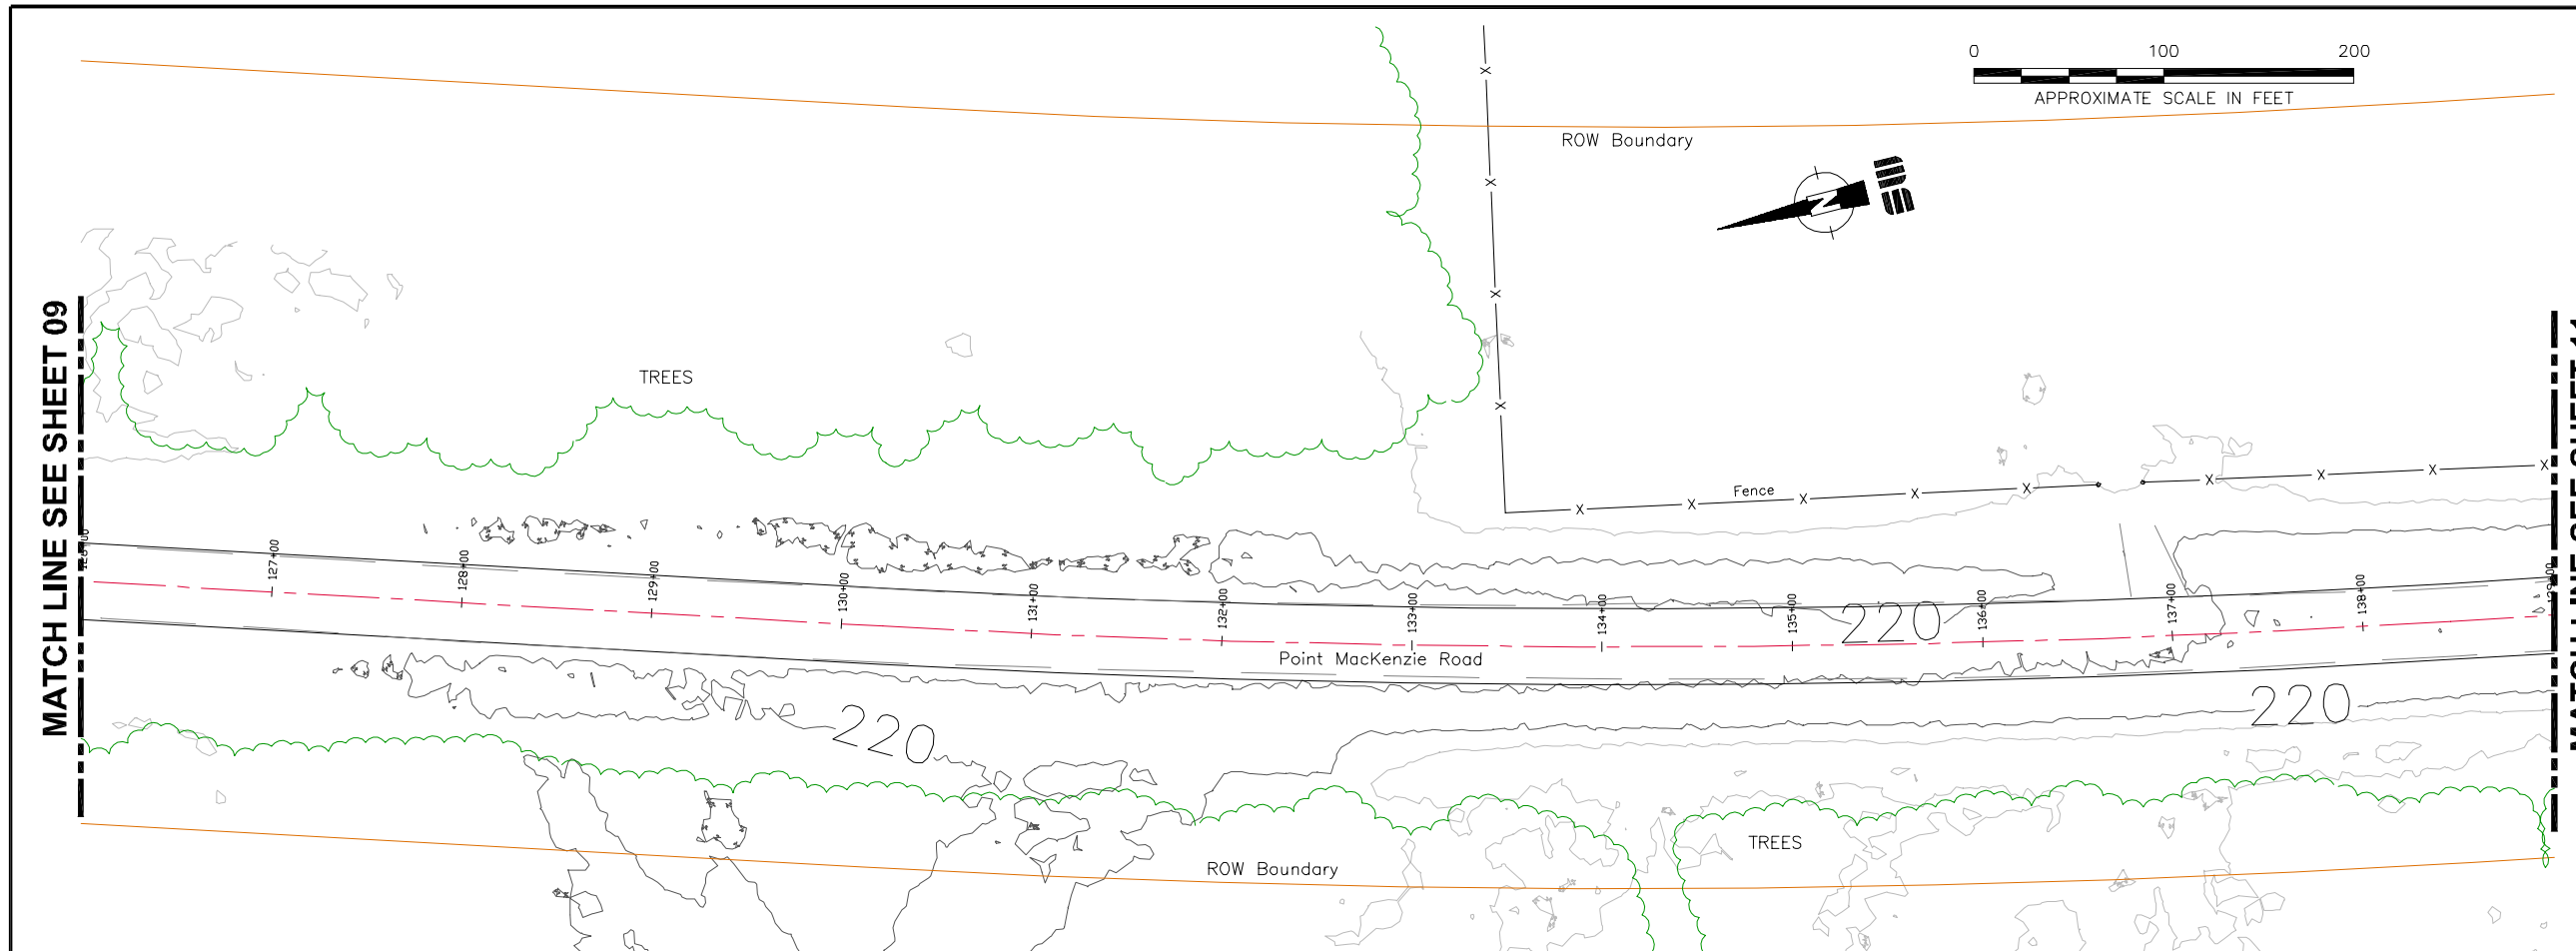 0 100 200
APPROXIMATE SCALE IN FEET
ROW Boundary
N
MATCH LINE SEE SHEET 09
TREES
Fence
127+00
128+00
129+00
130+00
131+00
132+00
133+00
134+00
135+00
136+00
137+00
138+00
220
Point MacKenzie Road
220
220
TREES
ROW Boundary